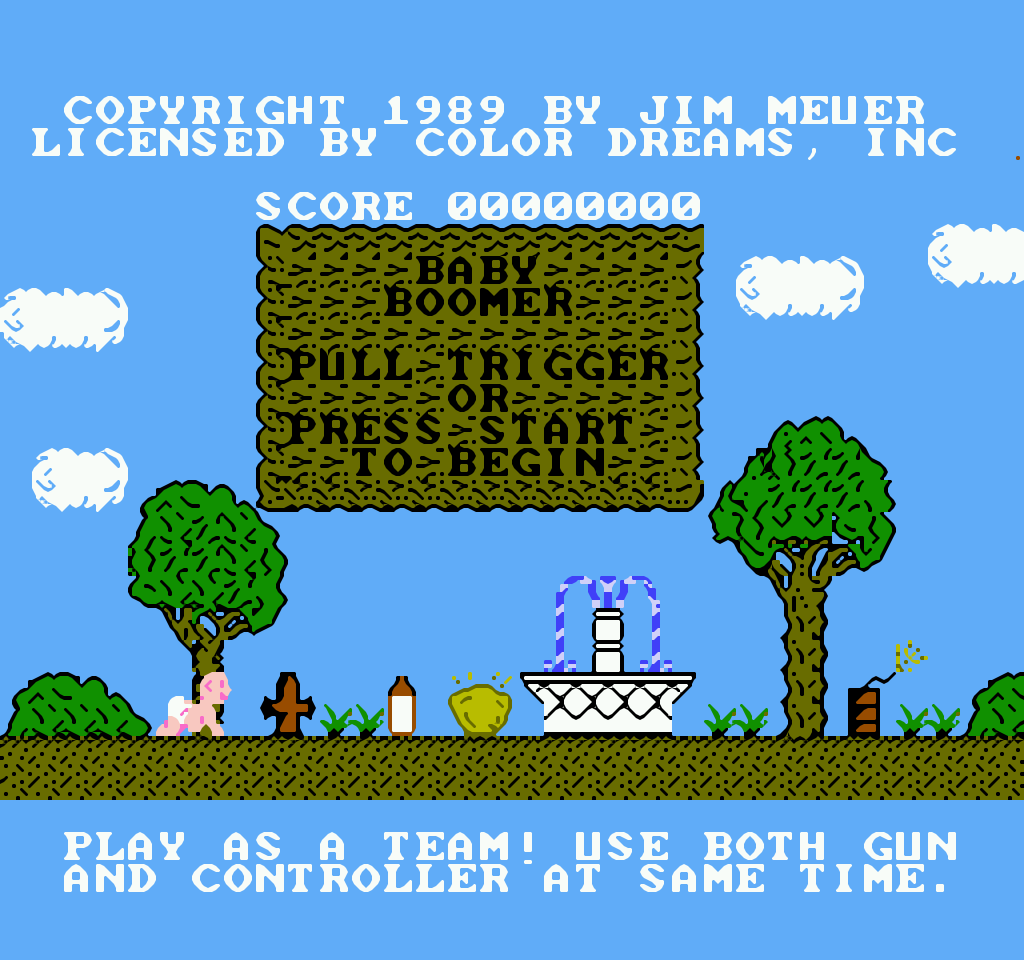 COPYRIGHT 1989 BY JIM MEUER
LICENSED BY COLOR DREAMS, INC
SCORE 00000000
BABY
BOOMER
PULL TRIGGER
OR
PRESS START
TO BEGIN
PLAY AS A TEAM! USE BOTH GUN
AND CONTROLLER AT SAME TIME.